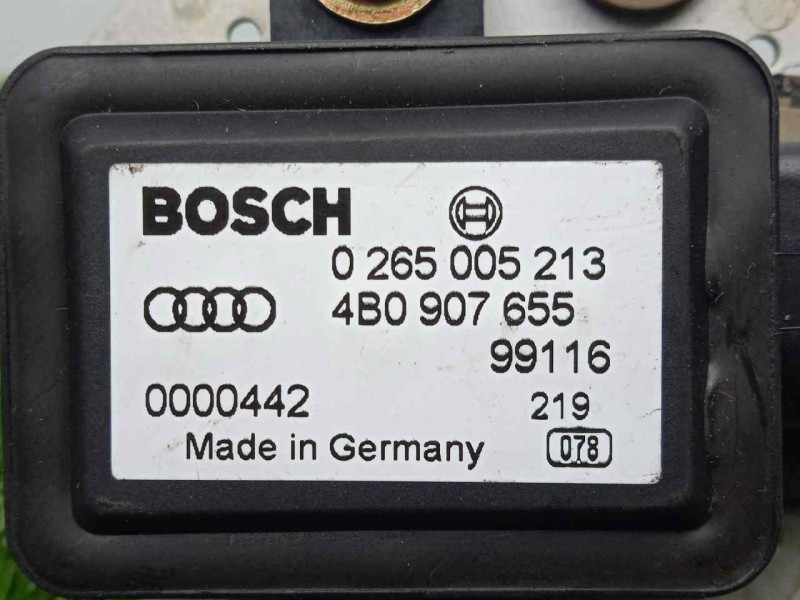 BOSCH
0 265 005 213
4B0 907 655
99116
0000442 219
Made in Germany 078